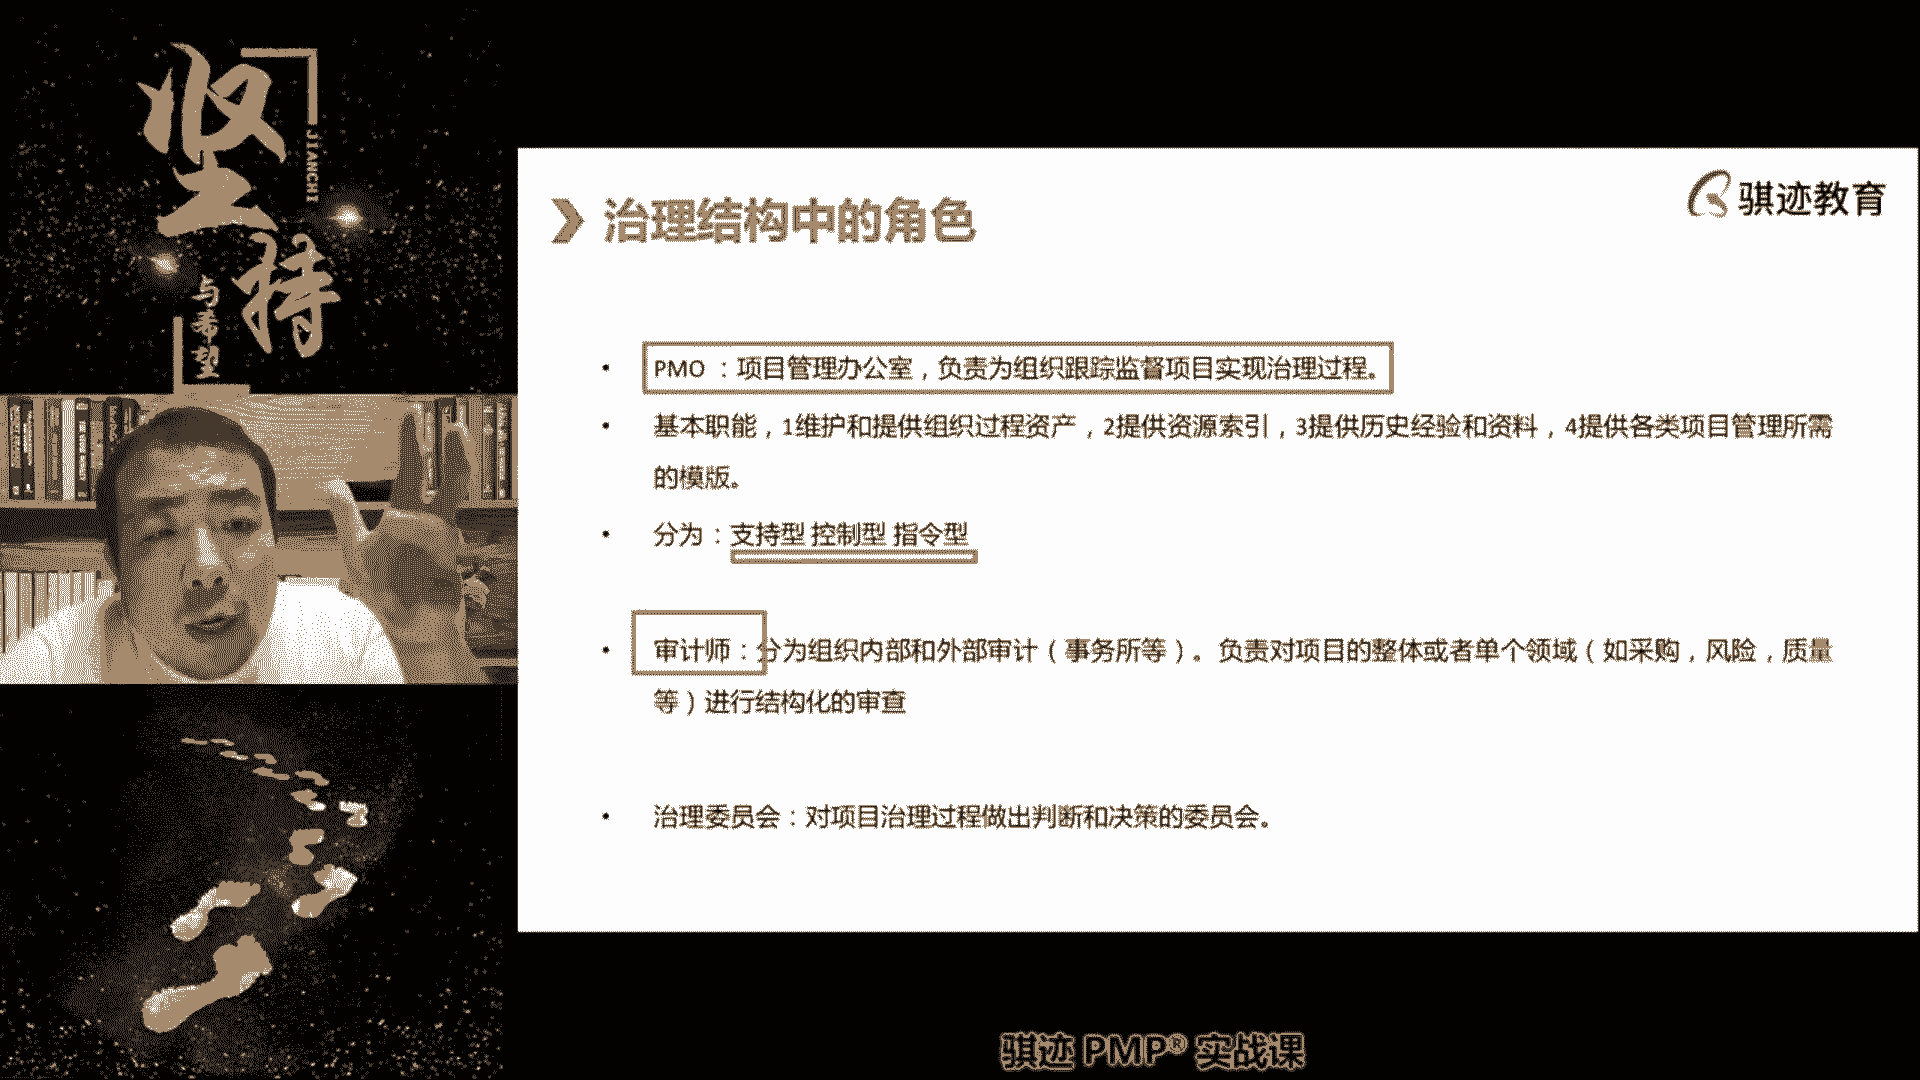 坚持
JIANCHI
与希望
骐迹教育
治理结构中的角色
• PMO ：项目管理办公室，负责为组织跟踪监督项目实现治理过程。
• 基本职能，1维护和提供组织过程资产，2提供资源索引，3提供历史经验和资料，4提供各类项目管理所需
的模版。
• 分为：支持型 控制型 指令型
• 审计师：分为组织内部和外部审计（事务所等）。负责对项目的整体或者单个领域（如采购，风险，质量
等）进行结构化的审查
• 治理委员会：对项目治理过程做出判断和决策的委员会。
骐迹 PMP® 实战课